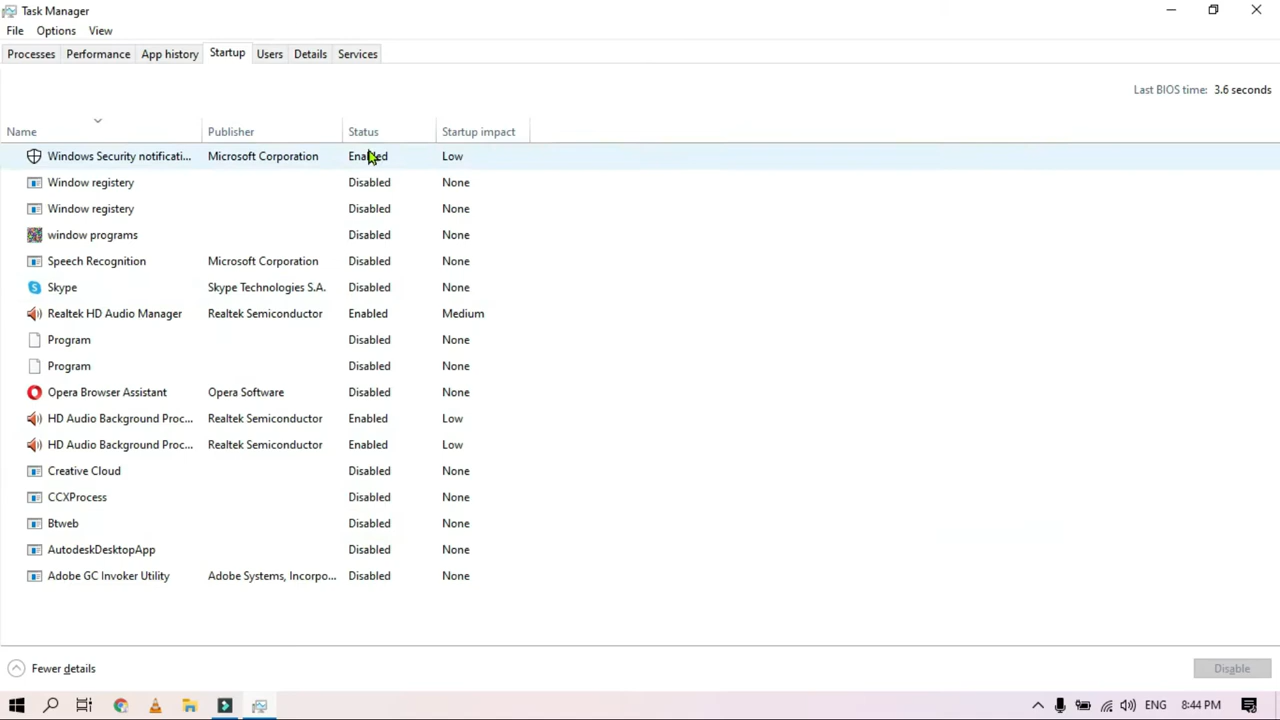 Task Manager
File Options View
Processes Performance App history Startup Users Details Services
Last BIOS time: 3.6 seconds
Name Publisher Status Startup impact
Windows Security notificati... Microsoft Corporation Enabled Low
Window registery Disabled None
Window registery Disabled None
window programs Disabled None
Speech Recognition Microsoft Corporation Disabled None
Skype Skype Technologies S.A. Disabled None
Realtek HD Audio Manager Realtek Semiconductor Enabled Medium
Program Disabled None
Program Disabled None
Opera Browser Assistant Opera Software Disabled None
HD Audio Background Proc... Realtek Semiconductor Enabled Low
HD Audio Background Proc... Realtek Semiconductor Enabled Low
Creative Cloud Disabled None
CCXProcess Disabled None
Btweb Disabled None
AutodeskDesktopApp Disabled None
Adobe GC Invoker Utility Adobe Systems, Incorpo... Disabled None
Fewer details Disable
ENG 8:44 PM